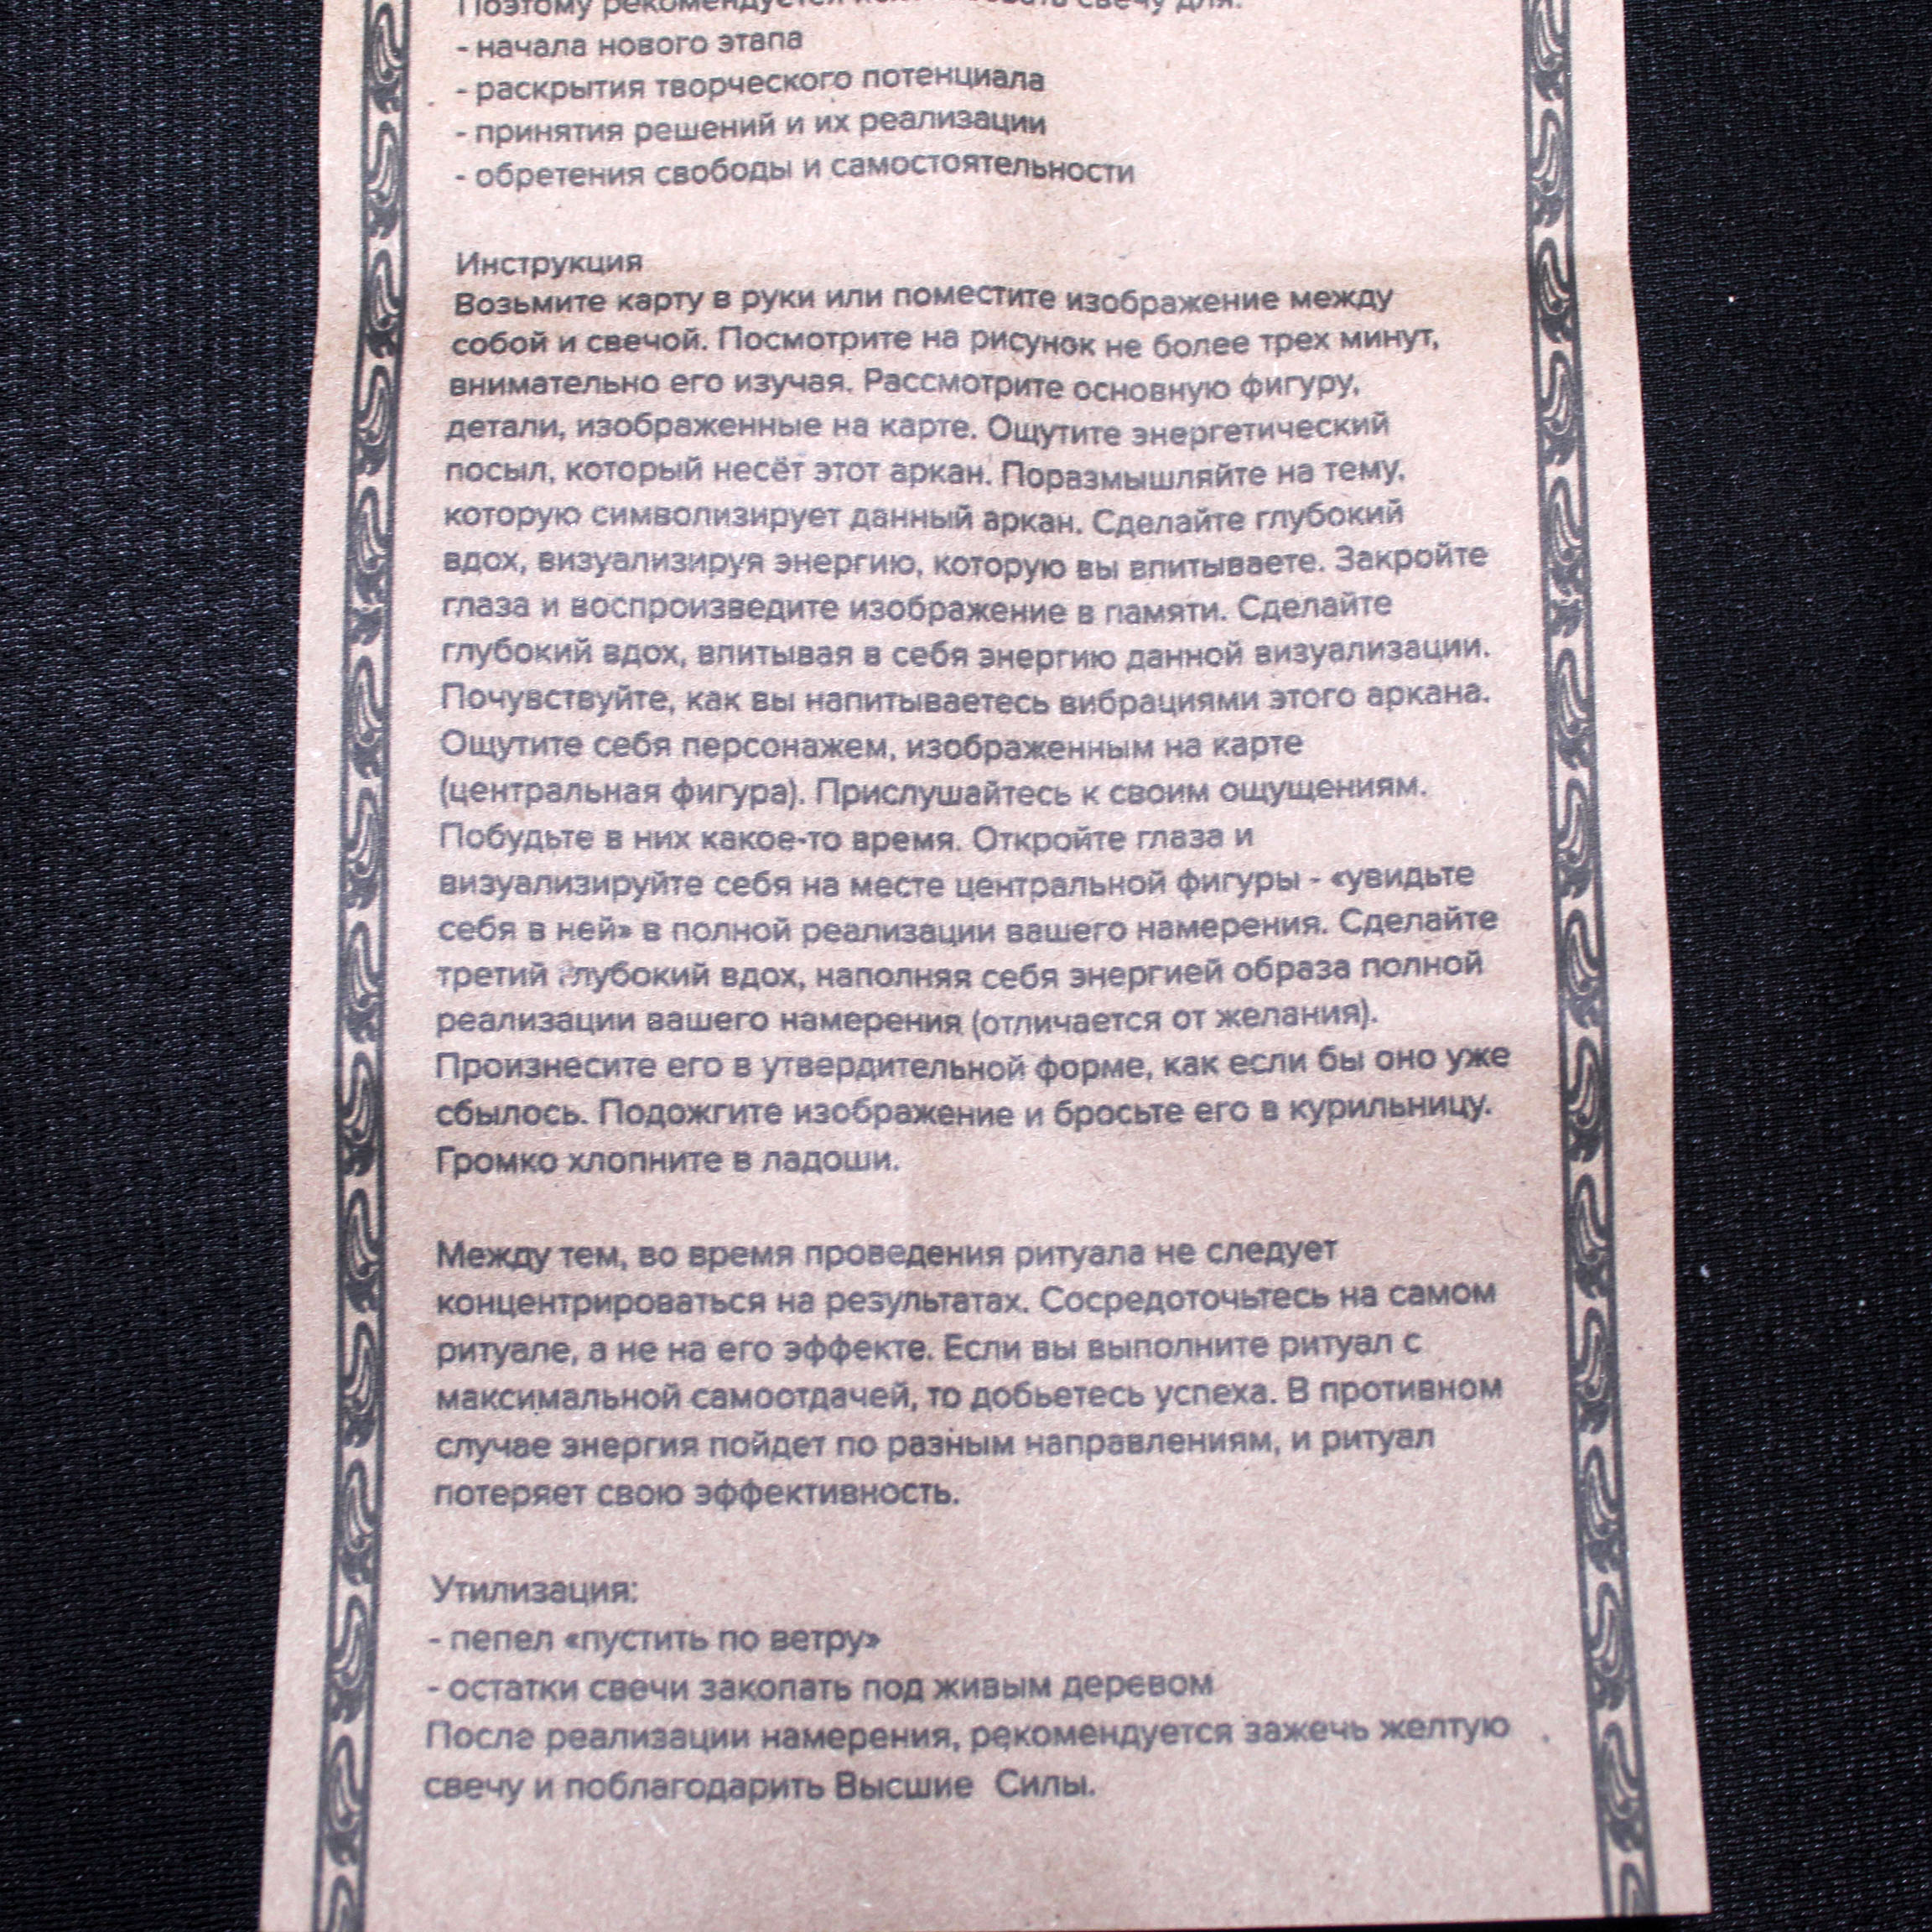 Поэтому рекомендуется использовать свечу для:
- начала нового этапа
- раскрытия творческого потенциала
- принятия решений и их реализации
- обретения свободы и самостоятельности
Инструкция
Возьмите карту в руки или поместите изображение между
собой и свечой. Посмотрите на рисунок не более трех минут,
внимательно его изучая. Рассмотрите основную фигуру,
детали, изображенные на карте. Ощутите энергетический
посыл, который несёт этот аркан. Поразмышляйте на тему,
которую символизирует данный аркан. Сделайте глубокий
вдох, визуализируя энергию, которую вы впитываете. Закройте
глаза и воспроизведите изображение в памяти. Сделайте
глубокий вдох, впитывая в себя энергию данной визуализации.
Почувствуйте, как вы напитываетесь вибрациями этого аркана.
Ощутите себя персонажем, изображенным на карте
(центральная фигура). Прислушайтесь к своим ощущениям.
Побудьте в них какое-то время. Откройте глаза и
визуализируйте себя на месте центральной фигуры - «увидьте
себя в ней» в полной реализации вашего намерения. Сделайте
третий глубокий вдох, наполняя себя энергией образа полной
реализации вашего намерения (отличается от желания).
Произнесите его в утвердительной форме, как если бы оно уже
сбылось. Подожгите изображение и бросьте его в курильницу.
Громко хлопните в ладоши.
Между тем, во время проведения ритуала не следует
концентрироваться на результатах. Сосредоточьтесь на самом
ритуале, а не на его эффекте. Если вы выполните ритуал с
максимальной самоотдачей, то добьетесь успеха. В противном
случае энергия пойдет по разным направлениям, и ритуал
потеряет свою эффективность.
Утилизация:
- пепел «пустить по ветру»
- остатки свечи закопать под живым деревом
После реализации намерения, рекомендуется зажечь желтую
свечу и поблагодарить Высшие Силы.